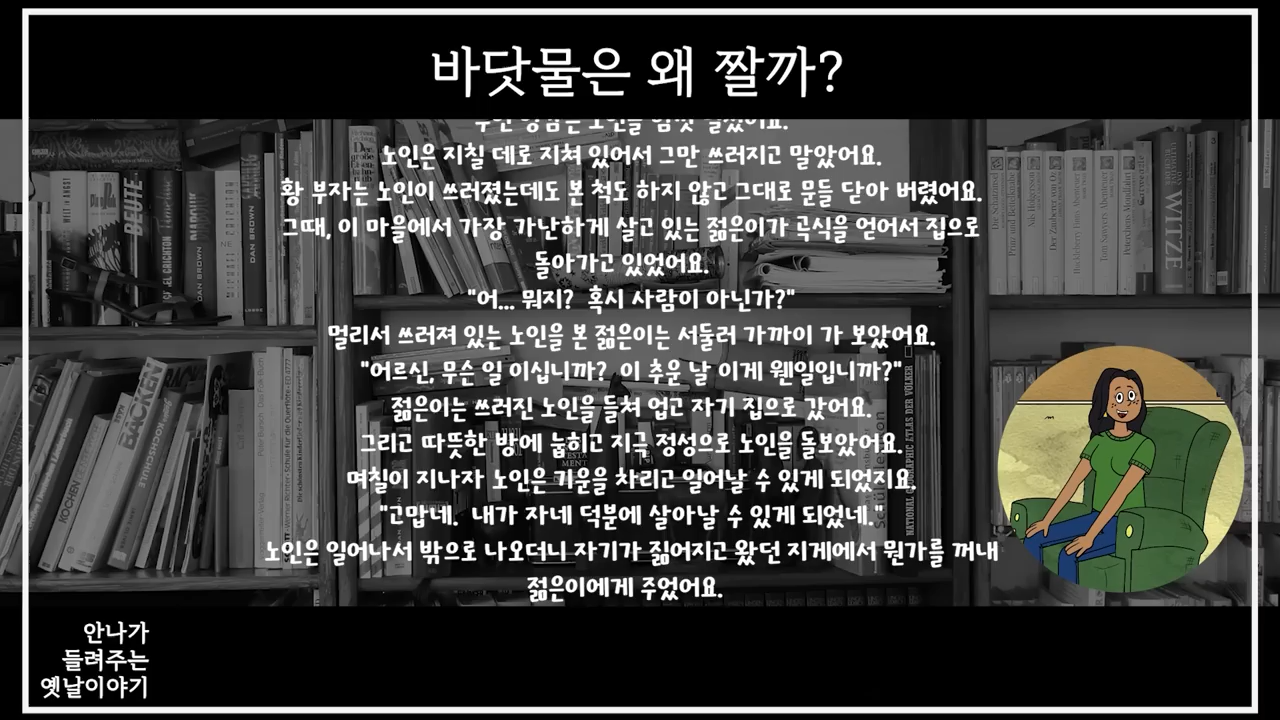 바닷물은 왜 짤까?
노인은 지칠 데로 지쳐 있어서 그만 쓰러지고 말았어요.
황 부자는 노인이 쓰러졌는데도 본 척도 하지 않고 그대로 문들 닫아 버렸어요.
그때, 이 마을에서 가장 가난하게 살고 있는 젊은이가 곡식을 얻어서 집으로
돌아가고 있었어요.
"어... 뭐지? 혹시 사람이 아닌가?"
멀리서 쓰러져 있는 노인을 본 젊은이는 서둘러 가까이 가 보았어요.
"어르신, 무슨 일 이십니까? 이 추운 날 이게 웬일입니까?"
젊은이는 쓰러진 노인을 들쳐 업고 자기 집으로 갔어요.
그리고 따뜻한 방에 눕히고 지극 정성으로 노인을 돌보았어요.
며칠이 지나자 노인은 기운을 차리고 일어날 수 있게 되었지요.
"고맙네. 내가 자네 덕분에 살아날 수 있게 되었네."
노인은 일어나서 밖으로 나오더니 자기가 짊어지고 왔던 지게에서 뭔가를 꺼내
젊은이에게 주었어요.
안나가
들려주는
옛날이야기
BEUTE
DIABOLUS
DAN BROWN
DAN BROWN
BACKEN
KOCHEN
WITZE
NATIONAL GEOGRAPHIC ATLAS DER VÖLKER